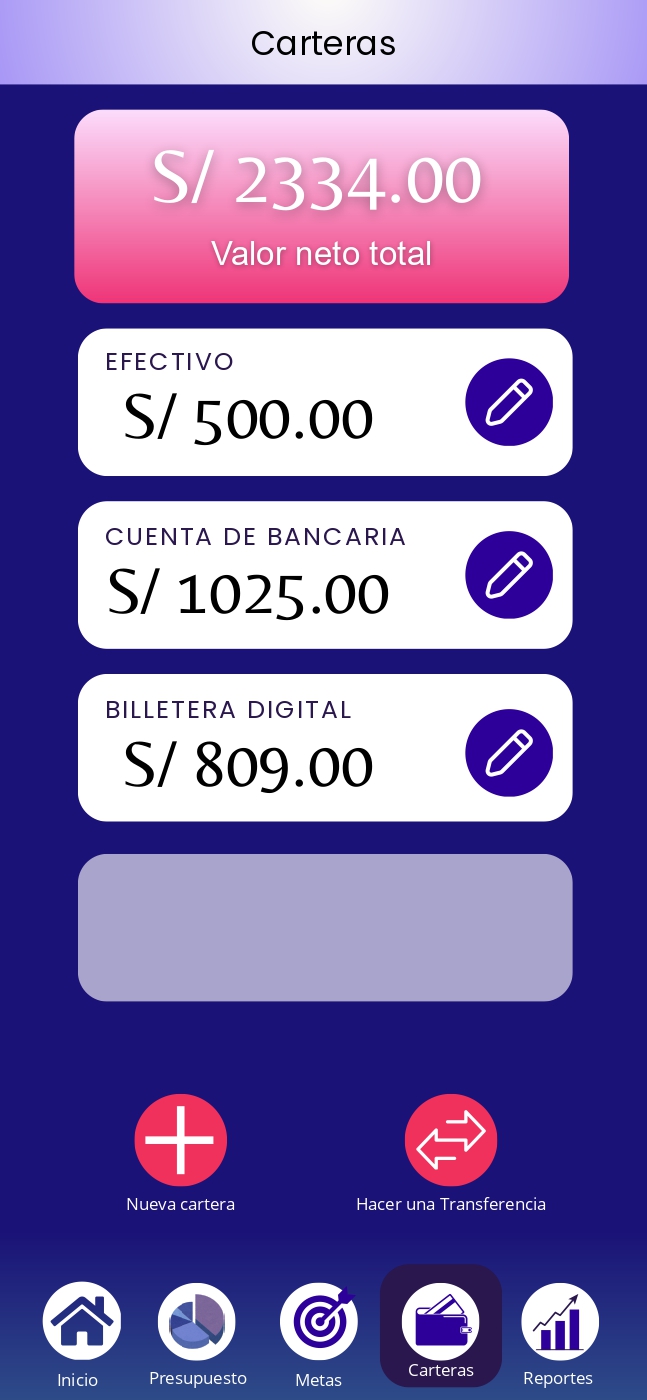 Carteras
S/ 2334.00
Valor neto total
EFECTIVO
S/ 500.00
CUENTA DE BANCARIA
S/ 1025.00
BILLETERA DIGITAL
S/ 809.00
Nueva cartera
Hacer una Transferencia
Inicio
Presupuesto
Metas
Carteras
Reportes